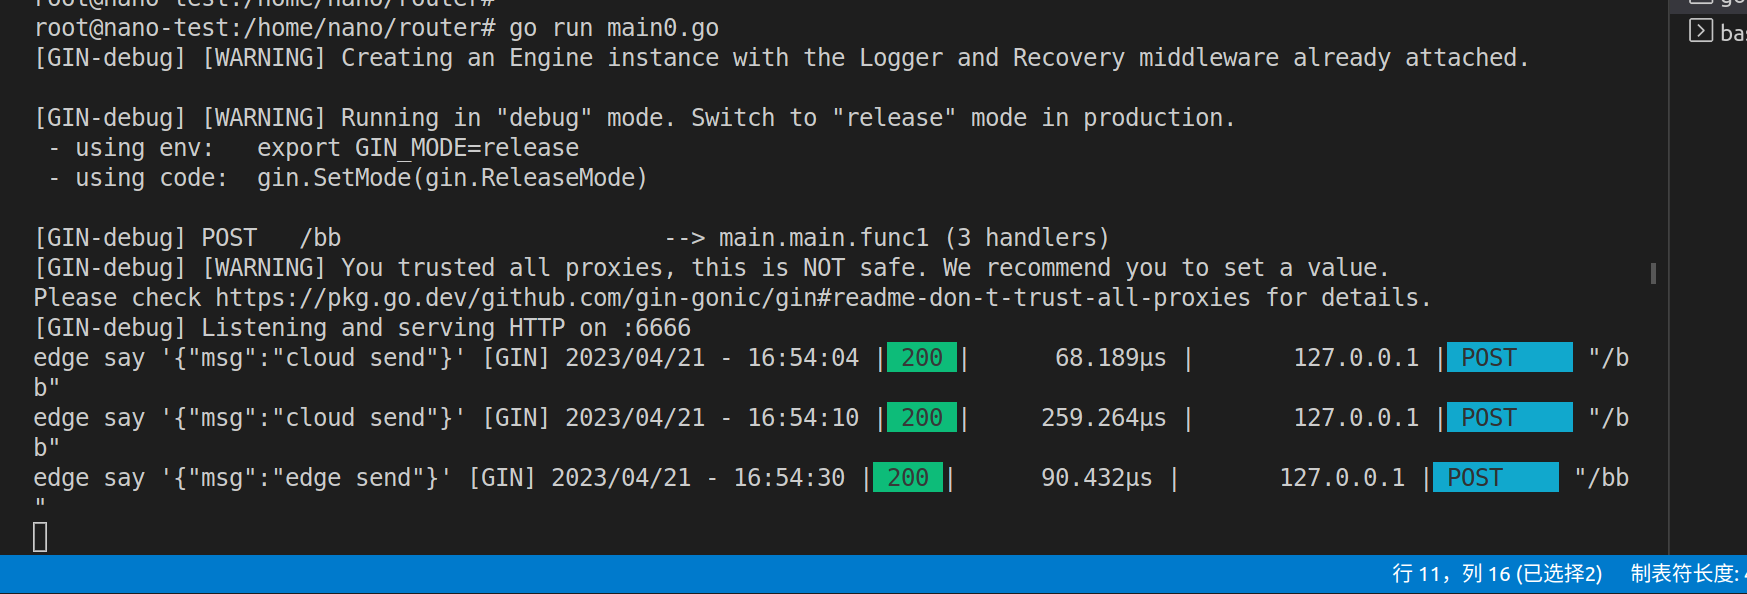 root@nano-test:/home/nano/router#
root@nano-test:/home/nano/router# go run main0.go
[GIN-debug] [WARNING] Creating an Engine instance with the Logger and Recovery middleware already attached.
[GIN-debug] [WARNING] Running in "debug" mode. Switch to "release" mode in production.
 - using env:   export GIN_MODE=release
 - using code:  gin.SetMode(gin.ReleaseMode)
[GIN-debug] POST   /bb                       --> main.main.func1 (3 handlers)
[GIN-debug] [WARNING] You trusted all proxies, this is NOT safe. We recommend you to set a value.
Please check https://pkg.go.dev/github.com/gin-gonic/gin#readme-don-t-trust-all-proxies for details.
[GIN-debug] Listening and serving HTTP on :6666
edge say '{"msg":"cloud send"}' [GIN] 2023/04/21 - 16:54:04 | 200 |      68.189µs |       127.0.0.1 | POST     "/b
b"
edge say '{"msg":"cloud send"}' [GIN] 2023/04/21 - 16:54:10 | 200 |     259.264µs |       127.0.0.1 | POST     "/b
b"
edge say '{"msg":"edge send"}' [GIN] 2023/04/21 - 16:54:30 | 200 |      90.432µs |       127.0.0.1 | POST     "/bb
"
行 11，列 16 (已选择2)  制表符长度: